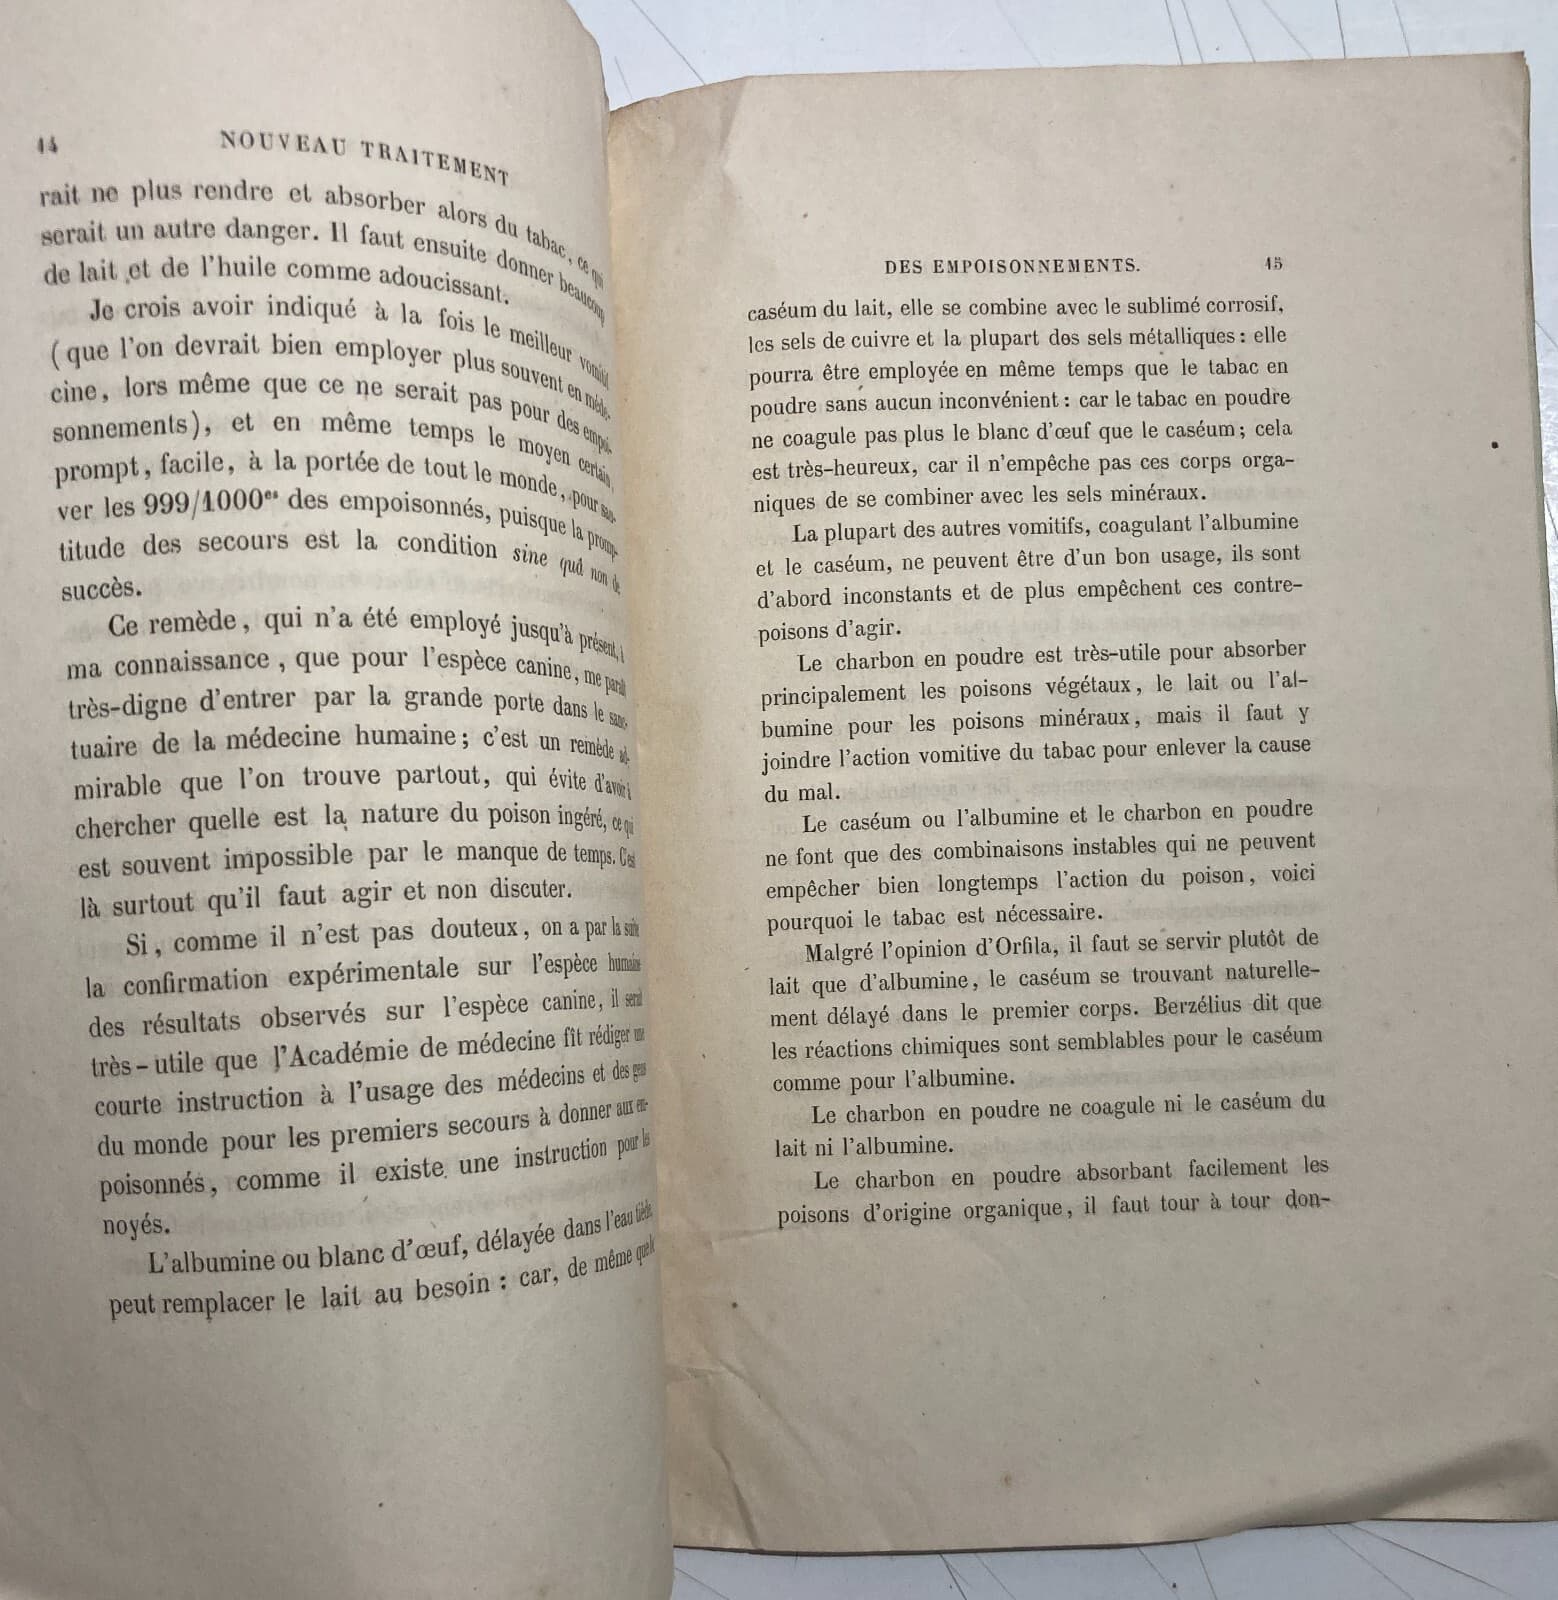 14 NOUVEAU TRAITEMENT
rait ne plus rendre et absorber alors du tabac, ce qui
serait un autre danger. Il faut ensuite donner beaucoup
de lait et de l'huile comme adoucissant.
Je crois avoir indiqué à la fois le meilleur vomitif
(que l'on devrait bien employer plus souvent en méde-
cine, lors même que ce ne serait pas pour des empoi-
sonnements), et en même temps le moyen certain,
prompt, facile, à la portée de tout le monde, pour sau-
ver les 999/1000es des empoisonnés, puisque la promp-
titude des secours est la condition sine quâ non de
succès.
Ce remède, qui n'a été employé jusqu'à présent, à
ma connaissance, que pour l'espèce canine, me paraît
très-digne d'entrer par la grande porte dans le sanc-
tuaire de la médecine humaine; c'est un remède ad-
mirable que l'on trouve partout, qui évite d'avoir à
chercher quelle est la nature du poison ingéré, ce qui
est souvent impossible par le manque de temps. C'est
là surtout qu'il faut agir et non discuter.
Si, comme il n'est pas douteux, on a par la suite
la confirmation expérimentale sur l'espèce humaine
des résultats observés sur l'espèce canine, il serait
très-utile que l'Académie de médecine fît rédiger une
courte instruction à l'usage des médecins et des gens
du monde pour les premiers secours à donner aux em-
poisonnés, comme il existe une instruction pour les
noyés.
L'albumine ou blanc d'œuf, délayée dans l'eau tiède,
peut remplacer le lait au besoin : car, de même que le
DES EMPOISONNEMENTS. 15
caséum du lait, elle se combine avec le sublimé corrosif,
les sels de cuivre et la plupart des sels métalliques : elle
pourra être employée en même temps que le tabac en
poudre sans aucun inconvénient : car le tabac en poudre
ne coagule pas plus le blanc d'œuf que le caséum; cela
est très-heureux, car il n'empêche pas ces corps orga-
niques de se combiner avec les sels minéraux.
La plupart des autres vomitifs, coagulant l'albumine
et le caséum, ne peuvent être d'un bon usage, ils sont
d'abord inconstants et de plus empêchent ces contre-
poisons d'agir.
Le charbon en poudre est très-utile pour absorber
principalement les poisons végétaux, le lait ou l'al-
bumine pour les poisons minéraux, mais il faut y
joindre l'action vomitive du tabac pour enlever la cause
du mal.
Le caséum ou l'albumine et le charbon en poudre
ne font que des combinaisons instables qui ne peuvent
empêcher bien longtemps l'action du poison, voici
pourquoi le tabac est nécessaire.
Malgré l'opinion d'Orfila, il faut se servir plutôt de
lait que d'albumine, le caséum se trouvant naturelle-
ment délayé dans le premier corps. Berzélius dit que
les réactions chimiques sont semblables pour le caséum
comme pour l'albumine.
Le charbon en poudre ne coagule ni le caséum du
lait ni l'albumine.
Le charbon en poudre absorbant facilement les
poisons d'origine organique, il faut tour à tour don-